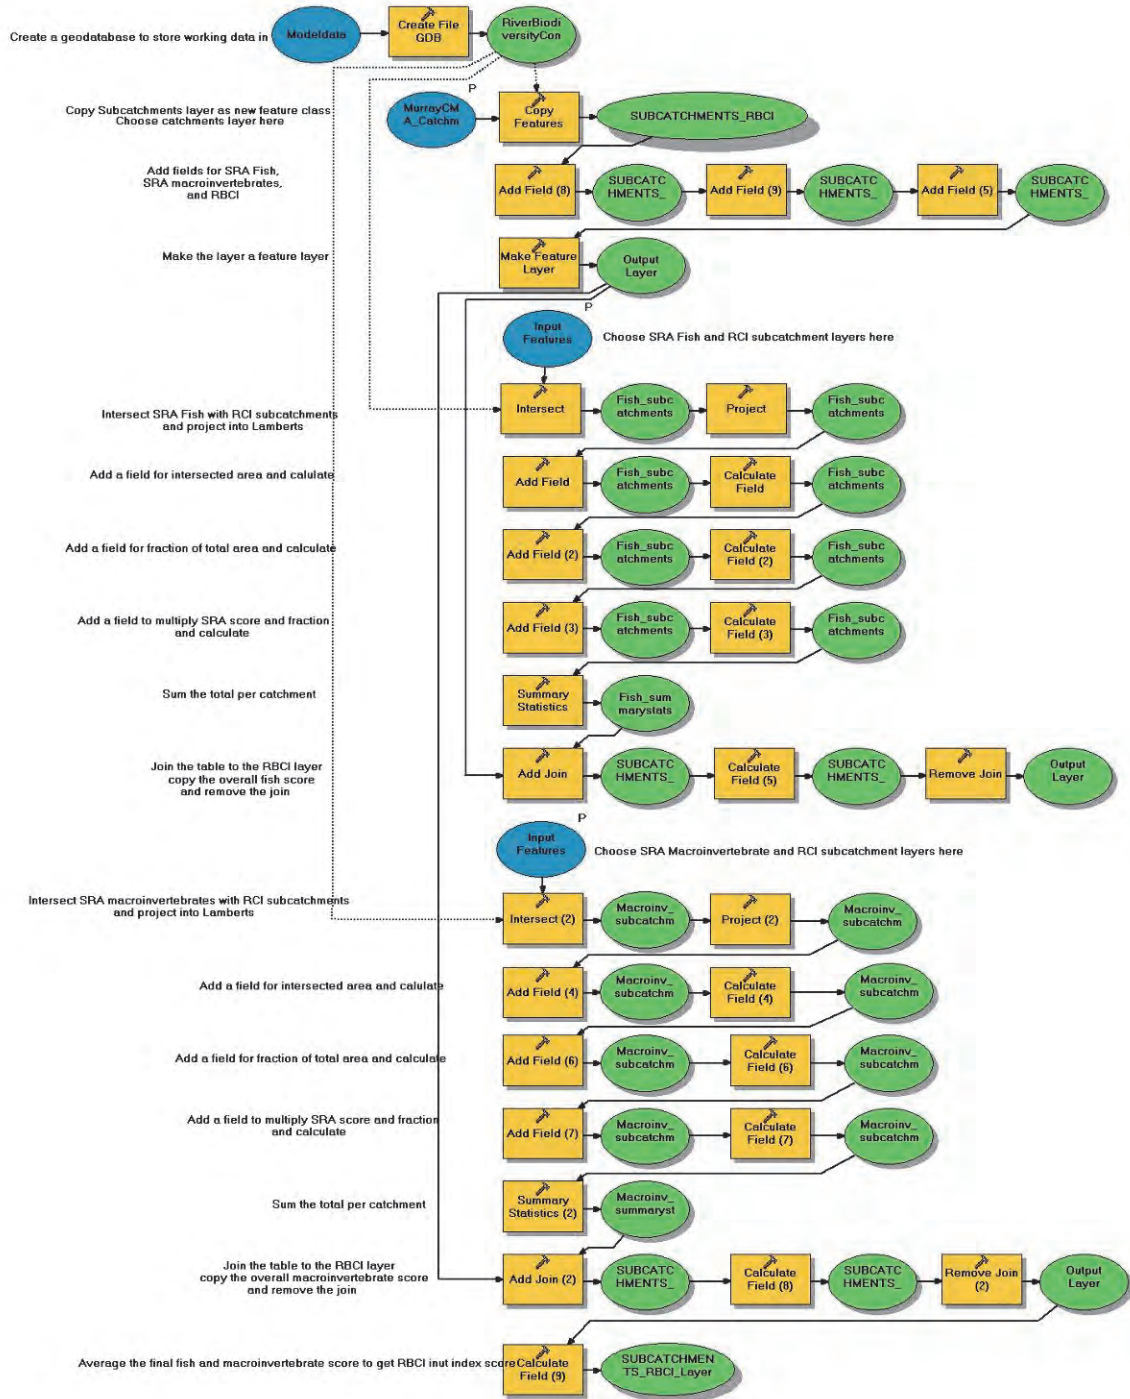 Create a geodatabase to store working data in
Modeldata
Create File
GDB
RiverBiodi
versityCon
P
Copy Subcatchments layer as new feature class
Choose catchments layer here
MurrayCM
A_Catchm
Copy
Features
SUBCATCHMENTS_RBCI
Add fields for SRA Fish,
SRA macroinvertebrates,
and RBCI
Add Field (8)
SUBCATC
HMENTS_
Add Field (9)
SUBCATC
HMENTS_
Add Field (5)
SUBCATC
HMENTS_
Make the layer a feature layer
Make Feature
Layer
Output
Layer
P
Input
Features
Choose SRA Fish and RCI subcatchment layers here
Intersect SRA Fish with RCI subcatchments
and project into Lamberts
Intersect
Fish_subc
atchments
Project
Fish_subc
atchments
Add a field for intersected area and calulate
Add Field
Fish_subc
atchments
Calculate
Field
Fish_subc
atchments
Add a field for fraction of total area and calculate
Add Field (2)
Fish_subc
atchments
Calculate
Field (2)
Fish_subc
atchments
Add a field to multiply SRA score and fraction
and calculate
Add Field (3)
Fish_subc
atchments
Calculate
Field (3)
Fish_subc
atchments
Sum the total per catchment
Summary
Statistics
Fish_sum
marystats
Join the table to the RBCI layer
copy the overall fish score
and remove the join
Add Join
SUBCATC
HMENTS_
Calculate
Field (5)
SUBCATC
HMENTS_
Remove Join
Output
Layer
P
Input
Features
Choose SRA Macroinvertebrate and RCI subcatchment layers here
Intersect SRA macroinvertebrates with RCI subcatchments
and project into Lamberts
Intersect (2)
Macroinv_
subcatchm
Project (2)
Macroinv_
subcatchm
Add a field for intersected area and calulate
Add Field (4)
Macroinv_
subcatchm
Calculate
Field (4)
Macroinv_
subcatchm
Add a field for fraction of total area and calculate
Add Field (6)
Macroinv_
subcatchm
Calculate
Field (6)
Macroinv_
subcatchm
Add a field to multiply SRA score and fraction
and calculate
Add Field (7)
Macroinv_
subcatchm
Calculate
Field (7)
Macroinv_
subcatchm
Sum the total per catchment
Summary
Statistics (2)
Macroinv_
summaryst
Join the table to the RBCI layer
copy the overall macroinvertebrate score
and remove the join
Add Join (2)
SUBCATC
HMENTS_
Calculate
Field (8)
SUBCATC
HMENTS_
Remove Join
(2)
Output
Layer
Average the final fish and macroinvertebrate score to get RBCI inut index score
Calculate
Field (9)
SUBCATCHMEN
TS_RBCI_Layer